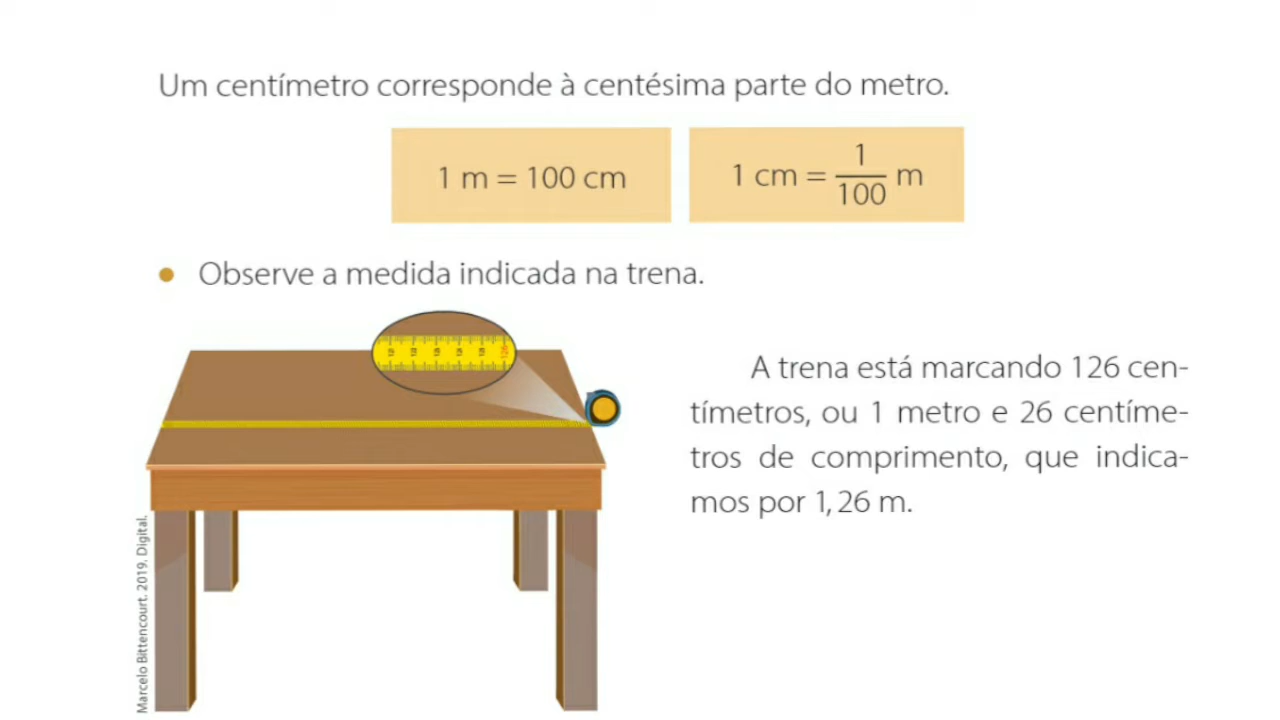 Um centímetro corresponde à centésima parte do metro.
1 m = 100 cm
1 cm = 1/100 m
• Observe a medida indicada na trena.
126
A trena está marcando 126 cen-
tímetros, ou 1 metro e 26 centíme-
tros de comprimento, que indica-
mos por 1,26 m.
Marcelo Bittencourt. 2019. Digital.